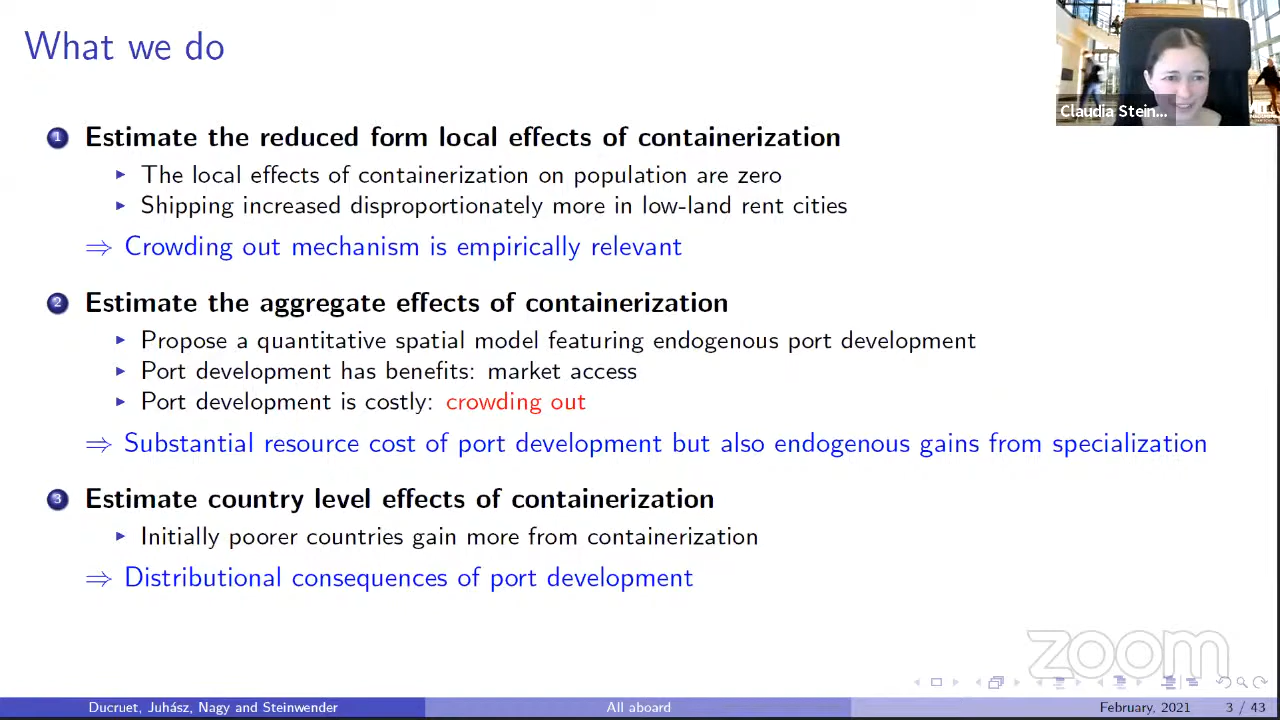 What we do
Claudia Stein...
1 Estimate the reduced form local effects of containerization
The local effects of containerization on population are zero
Shipping increased disproportionately more in low-land rent cities
⇒ Crowding out mechanism is empirically relevant
2 Estimate the aggregate effects of containerization
Propose a quantitative spatial model featuring endogenous port development
Port development has benefits: market access
Port development is costly: crowding out
⇒ Substantial resource cost of port development but also endogenous gains from specialization
3 Estimate country level effects of containerization
Initially poorer countries gain more from containerization
⇒ Distributional consequences of port development
zoom
Ducruet, Juhász, Nagy and Steinwender
All aboard
February, 2021
3 / 43